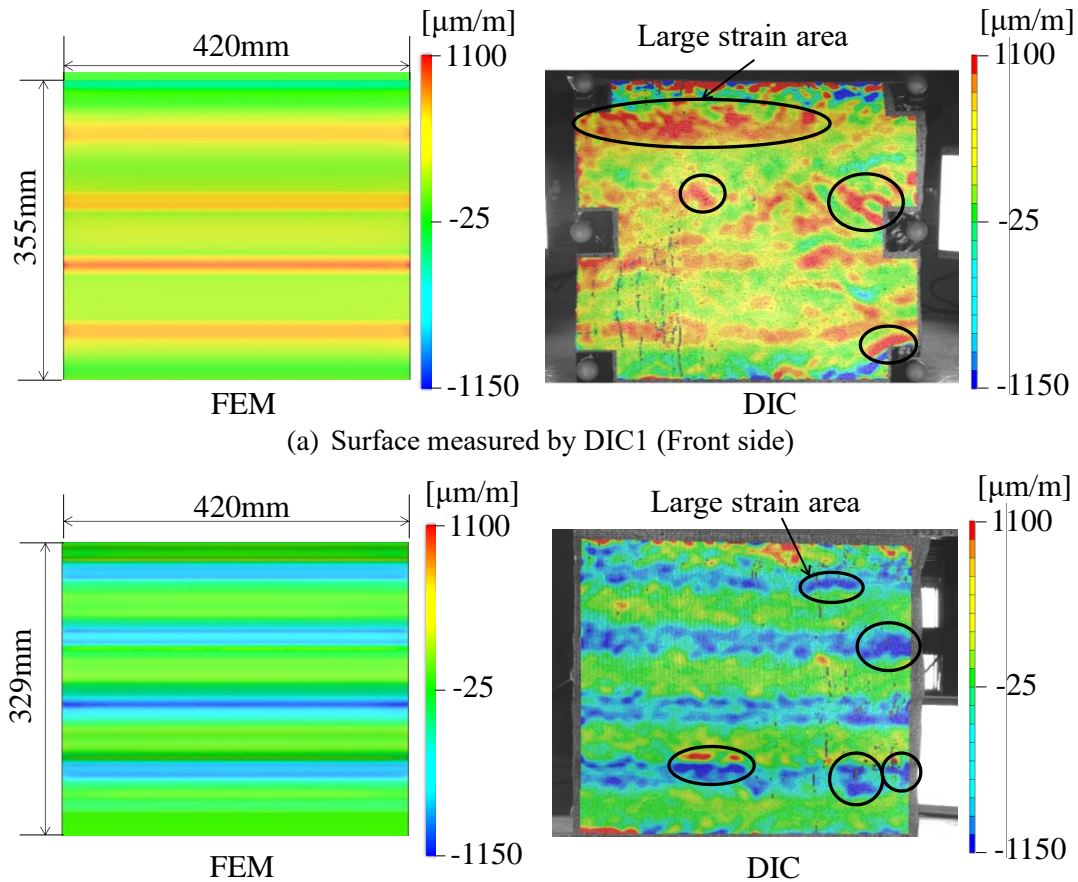 [μm/m]
420mm
1100
355mm
-25
-1150
FEM
Large strain area
[μm/m]
1100
-25
-1150
DIC
(a) Surface measured by DIC1 (Front side)
[μm/m]
420mm
1100
329mm
-25
-1150
FEM
Large strain area
[μm/m]
1100
-25
-1150
DIC